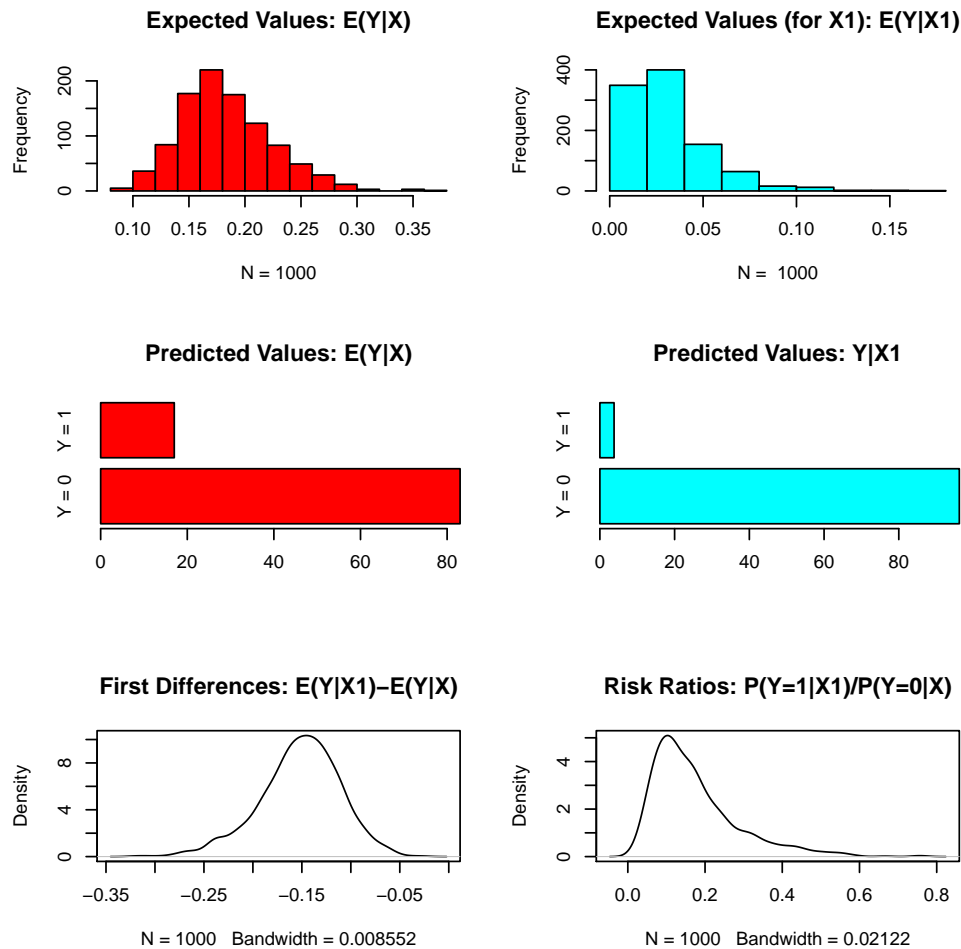 Expected Values: E(Y|X)
Frequency
0
100
200
0.10 0.15 0.20 0.25 0.30 0.35
N = 1000
Expected Values (for X1): E(Y|X1)
Frequency
0
200
400
0.00 0.05 0.10 0.15
N =  1000
Predicted Values: E(Y|X)
Y = 1
Y = 0
0 20 40 60 80
Predicted Values: Y|X1
Y = 1
Y = 0
0 20 40 60 80
First Differences: E(Y|X1)−E(Y|X)
Density
0
4
8
−0.35 −0.25 −0.15 −0.05
N = 1000   Bandwidth = 0.008552
Risk Ratios: P(Y=1|X1)/P(Y=0|X)
Density
0
2
4
0.0 0.2 0.4 0.6 0.8
N = 1000   Bandwidth = 0.02122